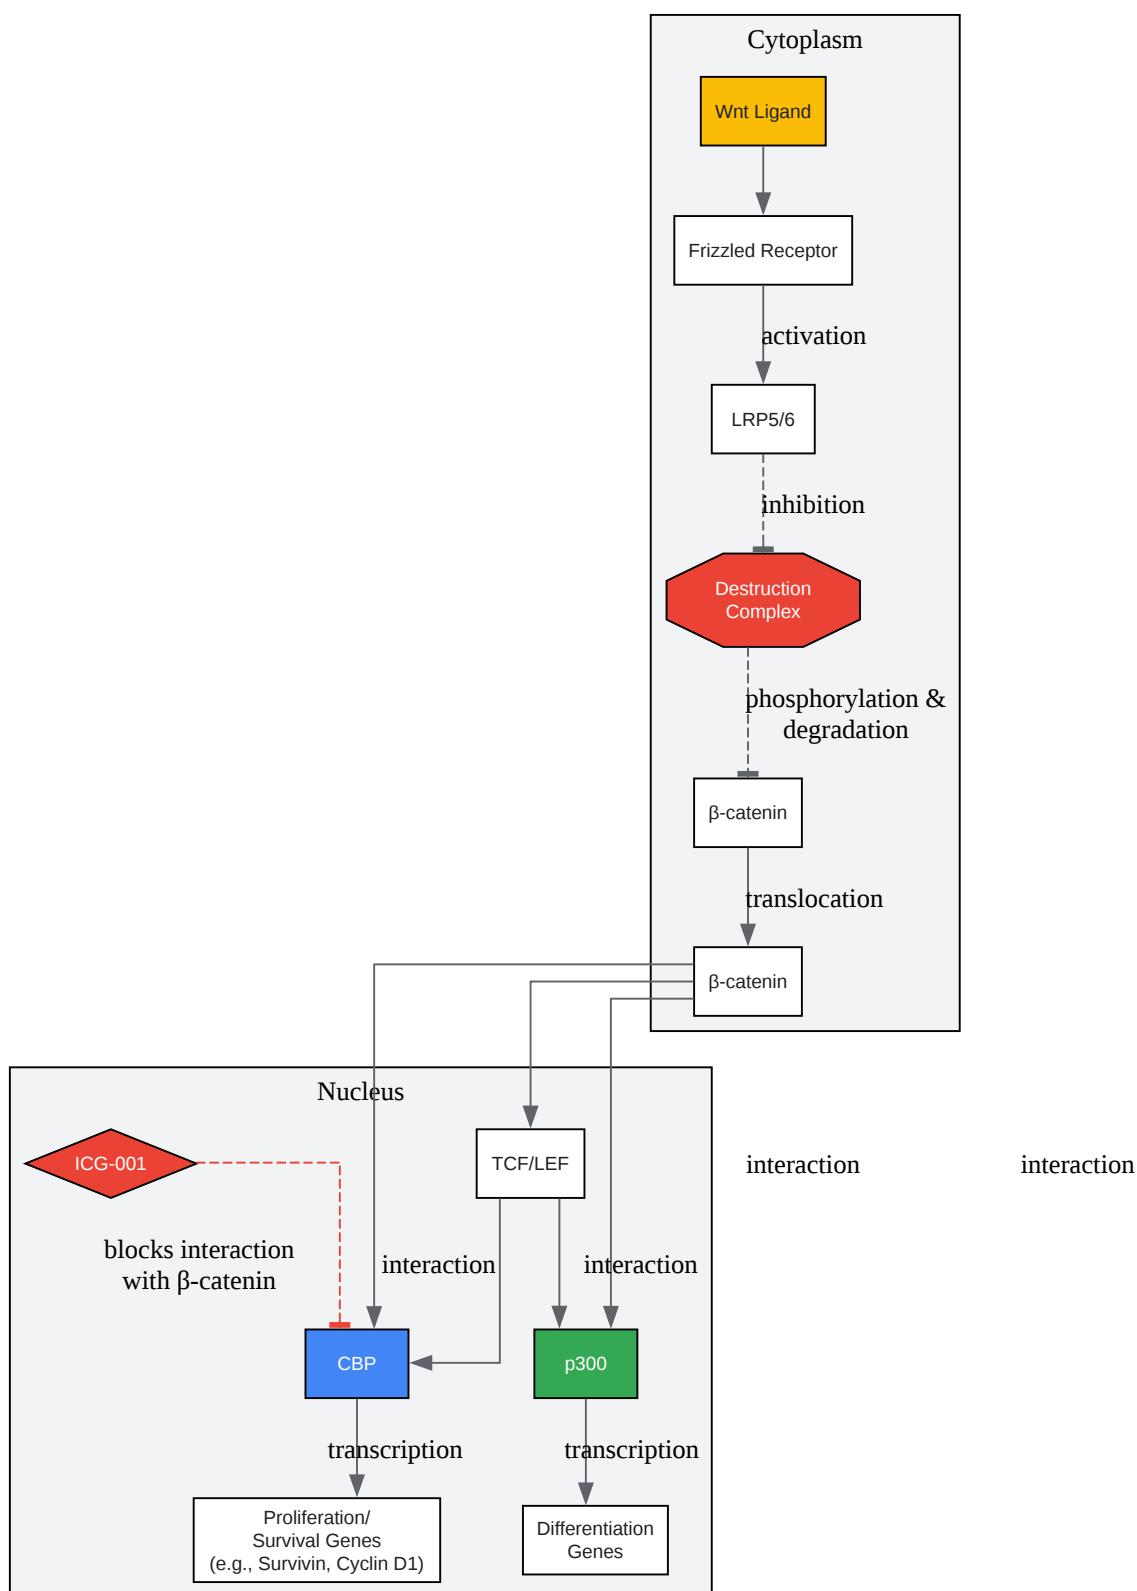 Cytoplasm
Wnt Ligand
Frizzled Receptor
activation
LRP5/6
inhibition
Destruction
Complex
phosphorylation &
degradation
β-catenin
translocation
β-catenin
Nucleus
ICG-001
TCF/LEF
interaction
interaction
blocks interaction
with β-catenin
interaction
interaction
CBP
p300
transcription
transcription
Proliferation/
Survival Genes
(e.g., Survivin, Cyclin D1)
Differentiation
Genes